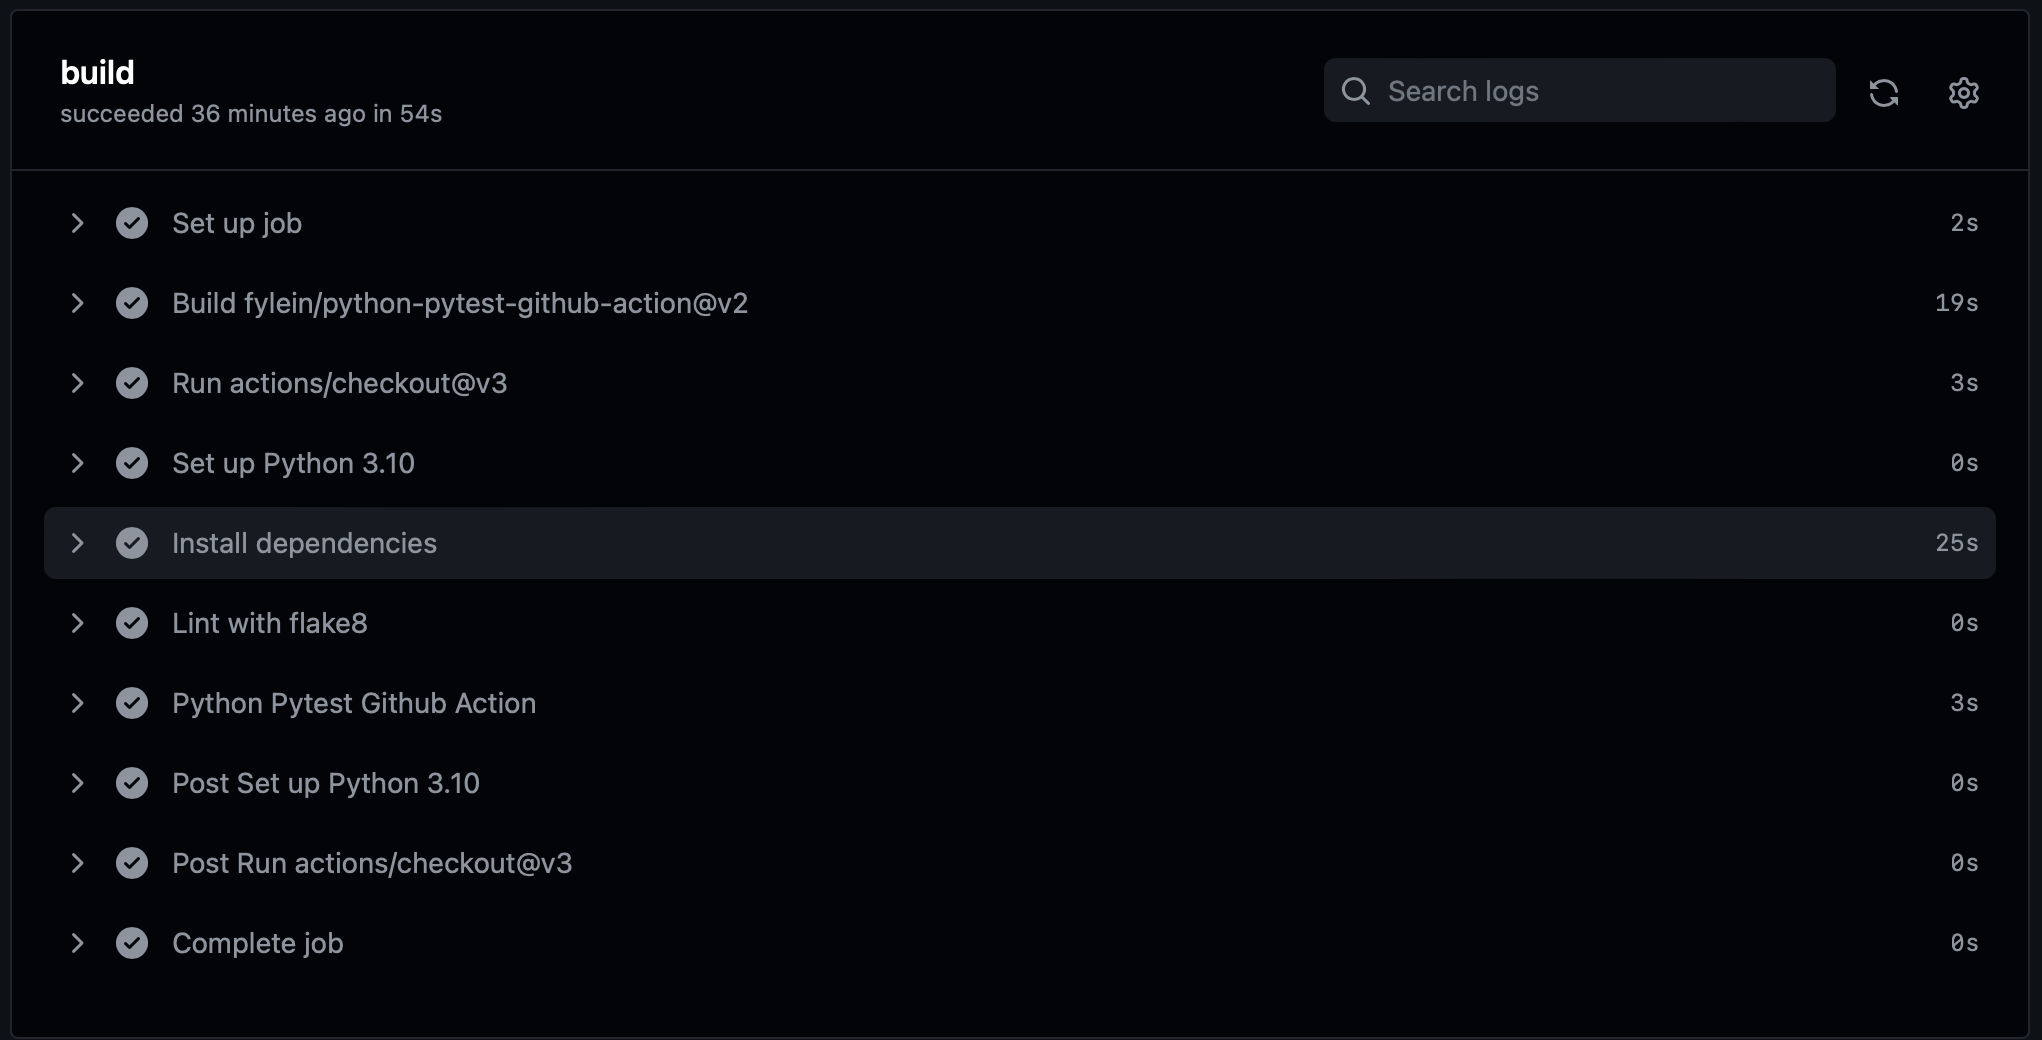 build
succeeded 36 minutes ago in 54s
Search logs
Set up job 2s
Build fylein/python-pytest-github-action@v2 19s
Run actions/checkout@v3 3s
Set up Python 3.10 0s
Install dependencies 25s
Lint with flake8 0s
Python Pytest Github Action 3s
Post Set up Python 3.10 0s
Post Run actions/checkout@v3 0s
Complete job 0s